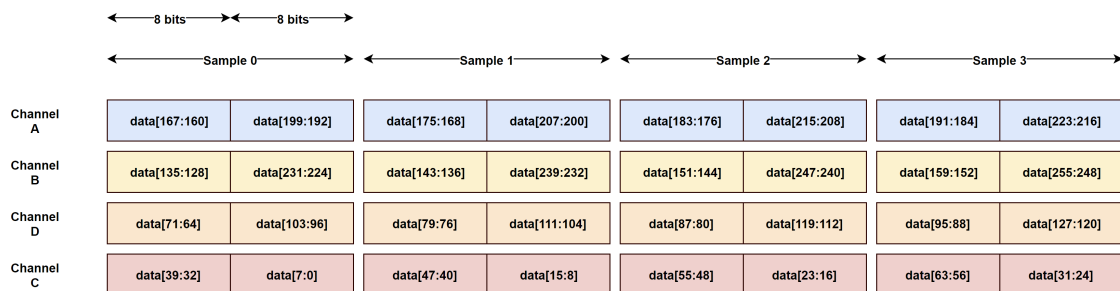 8 bits 8 bits
Sample 0 Sample 1 Sample 2 Sample 3
Channel
A
data[167:160] data[199:192] data[175:168] data[207:200] data[183:176] data[215:208] data[191:184] data[223:216]
Channel
B
data[135:128] data[231:224] data[143:136] data[239:232] data[151:144] data[247:240] data[159:152] data[255:248]
Channel
D
data[71:64] data[103:96] data[79:76] data[111:104] data[87:80] data[119:112] data[95:88] data[127:120]
Channel
C
data[39:32] data[7:0] data[47:40] data[15:8] data[55:48] data[23:16] data[63:56] data[31:24]